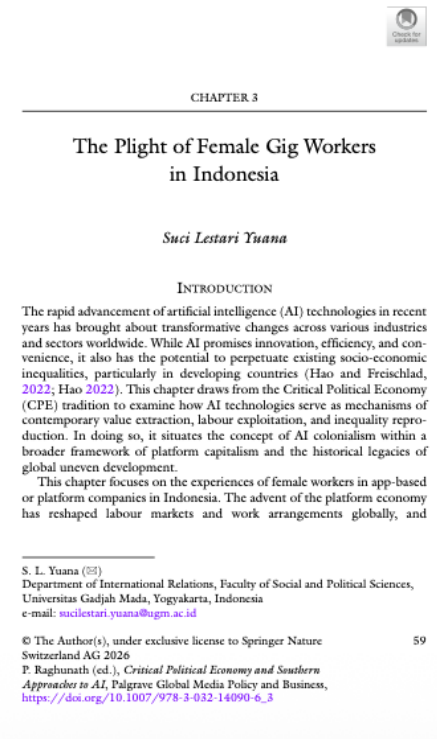 Check for
updates
CHAPTER 3
The Plight of Female Gig Workers
in Indonesia
Suci Lestari Yuana
INTRODUCTION
The rapid advancement of artificial intelligence (AI) technologies in recent
years has brought about transformative changes across various industries
and sectors worldwide. While AI promises innovation, efficiency, and con-
venience, it also has the potential to perpetuate existing socio-economic
inequalities, particularly in developing countries (Hao and Freischlad,
2022; Hao 2022). This chapter draws from the Critical Political Economy
(CPE) tradition to examine how AI technologies serve as mechanisms of
contemporary value extraction, labour exploitation, and inequality repro-
duction. In doing so, it situates the concept of AI colonialism within a
broader framework of platform capitalism and the historical legacies of
global uneven development.
This chapter focuses on the experiences of female workers in app-based
or platform companies in Indonesia. The advent of the platform economy
has reshaped labour markets and work arrangements globally, and
S. L. Yuana (✉)
Department of International Relations, Faculty of Social and Political Sciences,
Universitas Gadjah Mada, Yogyakarta, Indonesia
e-mail: sucilestari.yuana@ugm.ac.id
© The Author(s), under exclusive license to Springer Nature
Switzerland AG 2026
59
P. Raghunath (ed.), Critical Political Economy and Southern
Approaches to AI, Palgrave Global Media Policy and Business,
https://doi.org/10.1007/978-3-032-14090-6_3